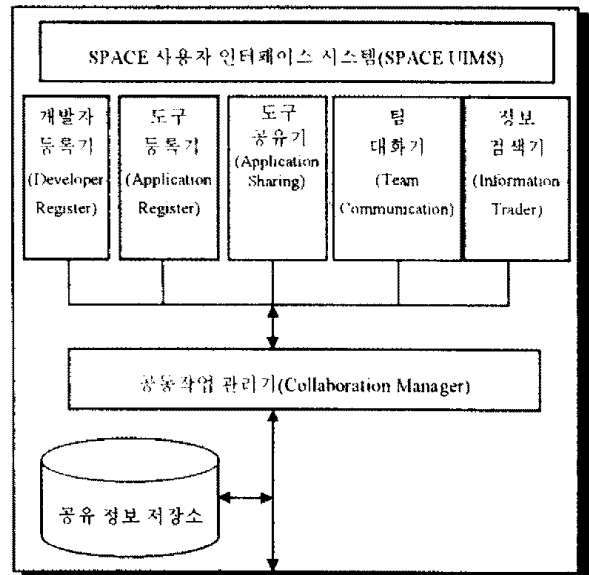 SPACE 사용자 인터페이스 시스템(SPACE UIMS)
개발자
등록기
(Developer
Register)
도구
등록기
(Application
Register)
도구
공유기
(Application
Sharing)
팀
대화기
(Team
Communication)
정보
검색기
(Information
Trader)
공동작업 관리기(Collaboration Manager)
공유 정보 저장소